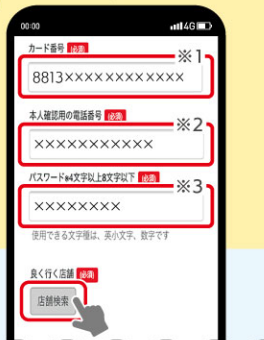 00:00 4G
カード番号 必須
※1
8813××××××××××××
本人確認用の電話番号 必須
※2
×××××××××××
パスワード※4文字以上8文字以下 必須
※3
××××××××
使用できる文字種は、英小文字、数字です
良く行く店舗 必須
店舗検索